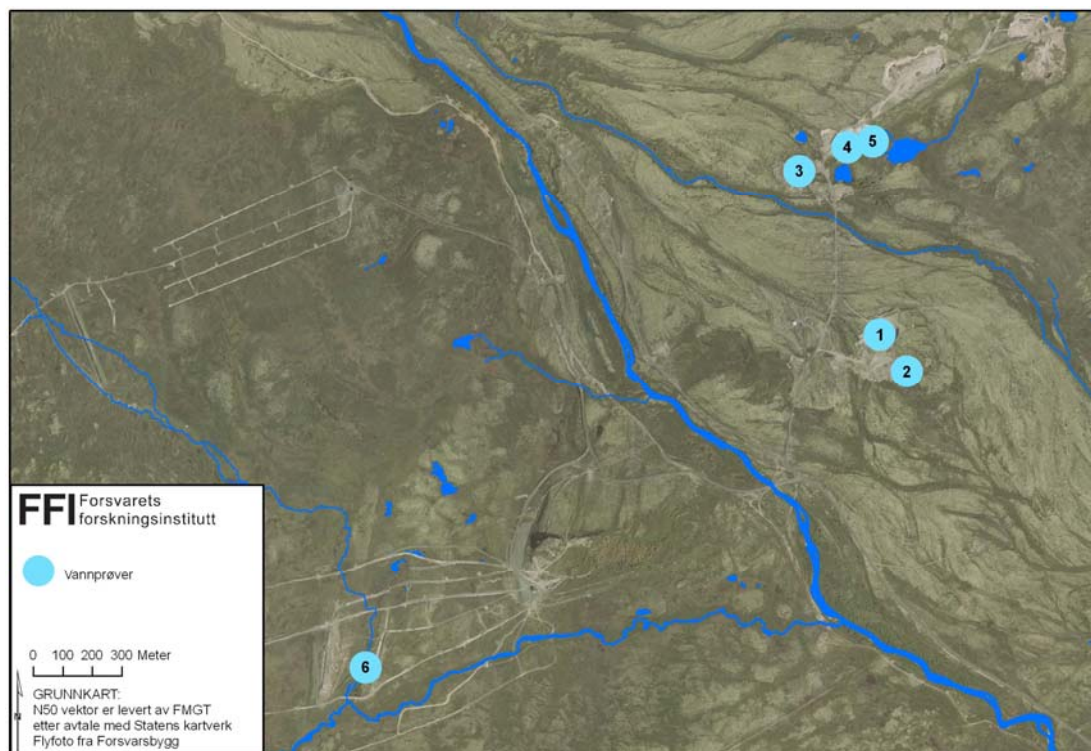 4
5
3
1
2
6
FFI Forsvarets
forskningsinstitutt
Vannprøver
0 100 200 300 Meter
GRUNNKART:
N50 vektor er levert av FMGT
etter avtale med Statens kartverk
Flyfoto fra Forsvarsbygg